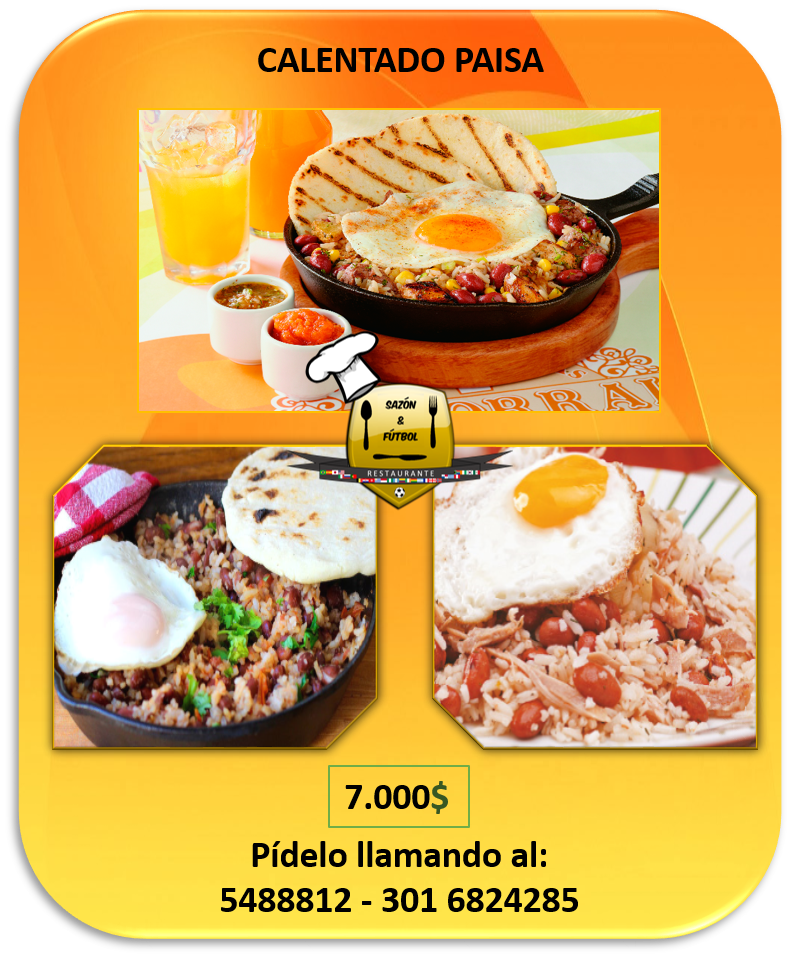 CALENTADO PAISA
SAZÓN
&
FÚTBOL
RESTAURANTE
7.000$
Pídelo llamando al:
5488812 - 301 6824285